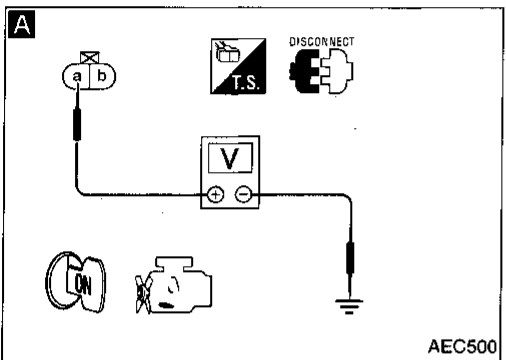 A
DISCONNECT
a b
T.S.
V
⊕ ⊖
ON
AEC500